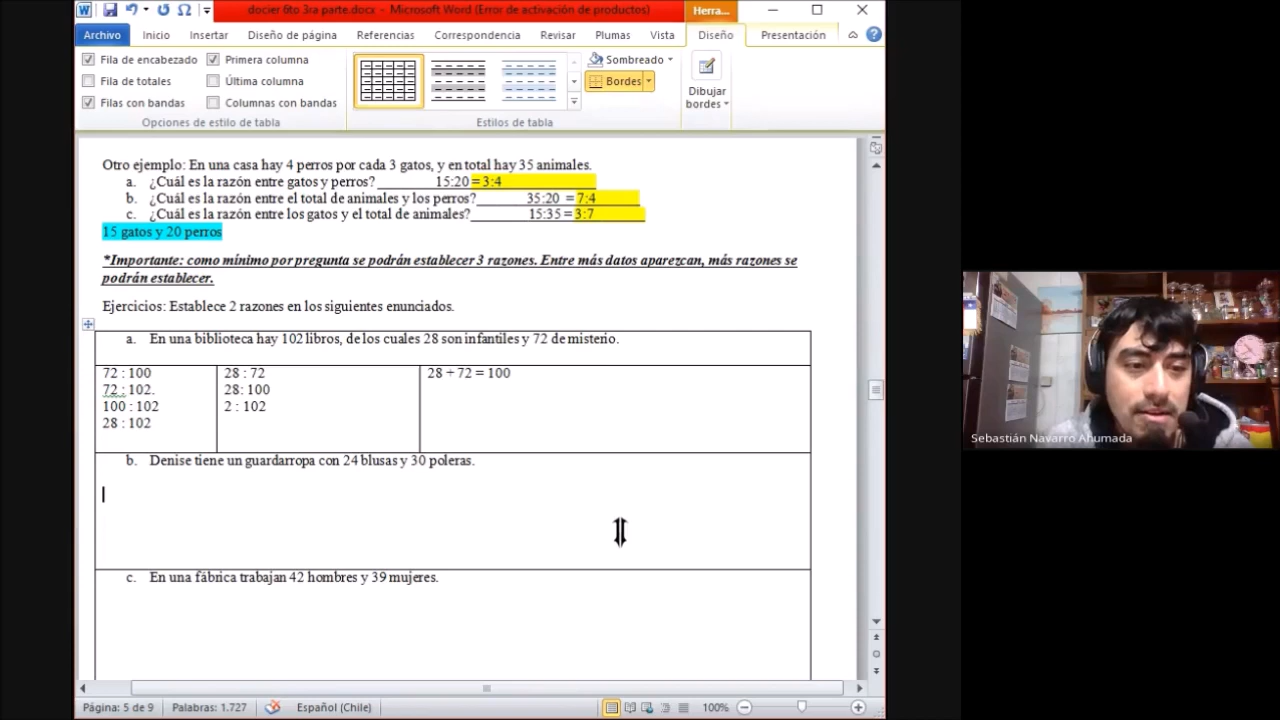 docier 6to 3ra parte.docx - Microsoft Word (Error de activación de productos)
Herra...
Archivo Inicio Insertar Diseño de página Referencias Correspondencia Revisar Plumas Vista Diseño Presentación
Fila de encabezado Primera columna
Fila de totales Última columna
Filas con bandas Columnas con bandas
Opciones de estilo de tabla
Estilos de tabla
Sombreado
Bordes
Dibujar
bordes
Otro ejemplo: En una casa hay 4 perros por cada 3 gatos, y en total hay 35 animales.
a. ¿Cuál es la razón entre gatos y perros? 15:20 = 3:4
b. ¿Cuál es la razón entre el total de animales y los perros? 35:20 = 7:4
c. ¿Cuál es la razón entre los gatos y el total de animales? 15:35 = 3:7
15 gatos y 20 perros
*Importante: como mínimo por pregunta se podrán establecer 3 razones. Entre más datos aparezcan, más razones se
podrán establecer.
Ejercicios: Establece 2 razones en los siguientes enunciados.
a. En una biblioteca hay 102 libros, de los cuales 28 son infantiles y 72 de misterio.
72 : 100 28 : 72 28 + 72 = 100
72 : 102. 28: 100
100 : 102 2 : 102
28 : 102
b. Denise tiene un guardarropa con 24 blusas y 30 poleras.
c. En una fábrica trabajan 42 hombres y 39 mujeres.
Página: 5 de 9 Palabras: 1.727 Español (Chile) 100%
Sebastián Navarro Ahumada